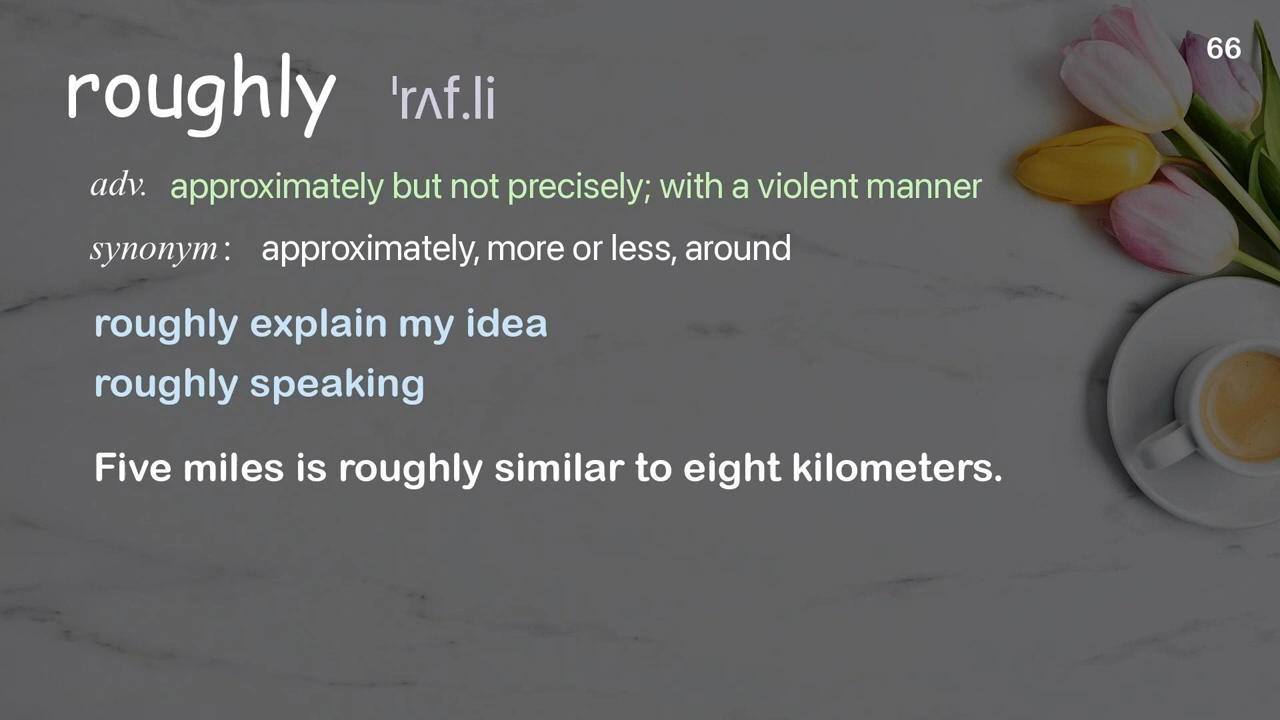 66
roughly ˈrʌf.li
adv. approximately but not precisely; with a violent manner
synonym: approximately, more or less, around
roughly explain my idea
roughly speaking
Five miles is roughly similar to eight kilometers.